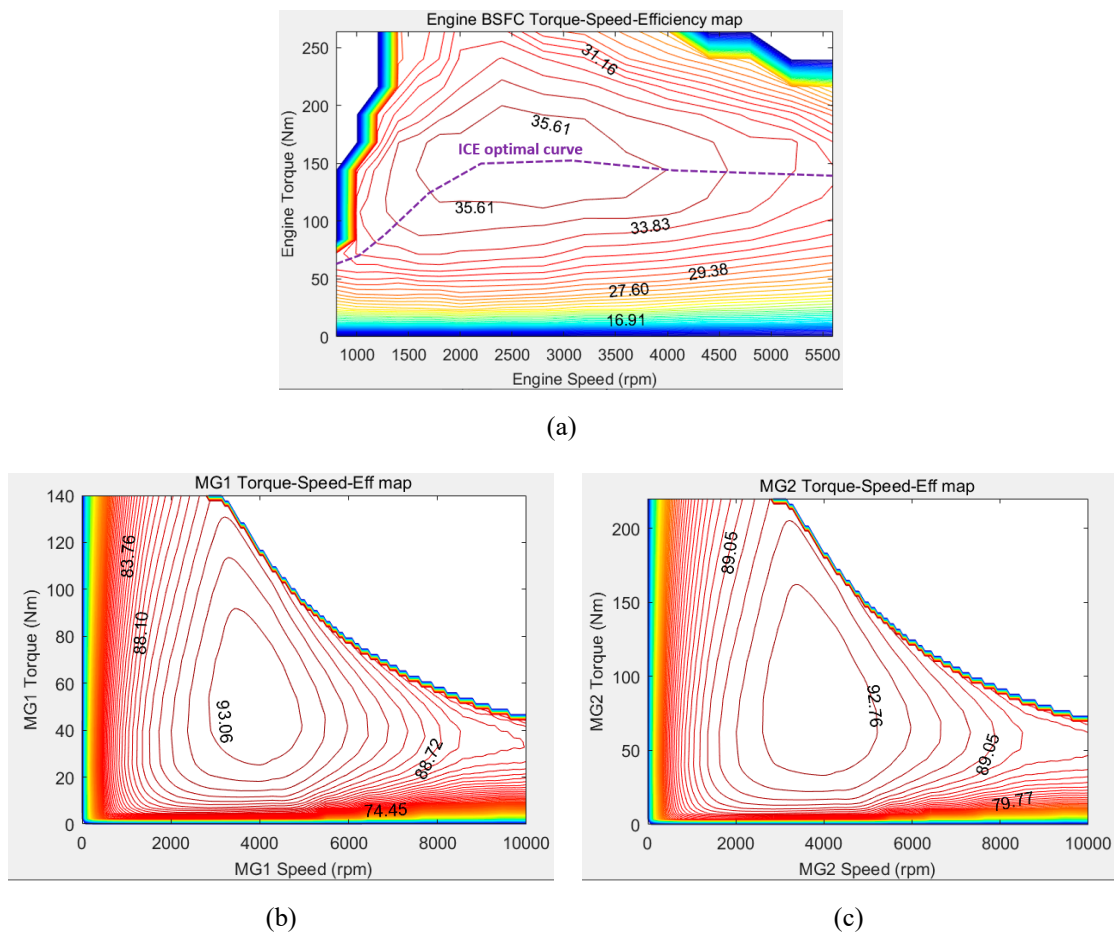 Engine BSFC Torque-Speed-Efficiency map
250
200
150
100
50
0
Engine Torque (Nm)
31.16
35.61
ICE optimal curve
35.61
33.83
29.38
27.60
16.91
1000 1500 2000 2500 3000 3500 4000 4500 5000 5500
Engine Speed (rpm)
(a)
MG1 Torque-Speed-Eff map
140
120
100
80
60
40
20
0
MG1 Torque (Nm)
83.76
88.10
93.06
88.72
74.45
0 2000 4000 6000 8000 10000
MG1 Speed (rpm)
(b)
MG2 Torque-Speed-Eff map
200
150
100
50
0
MG2 Torque (Nm)
89.05
92.76
89.05
79.77
0 2000 4000 6000 8000 10000
MG2 Speed (rpm)
(c)